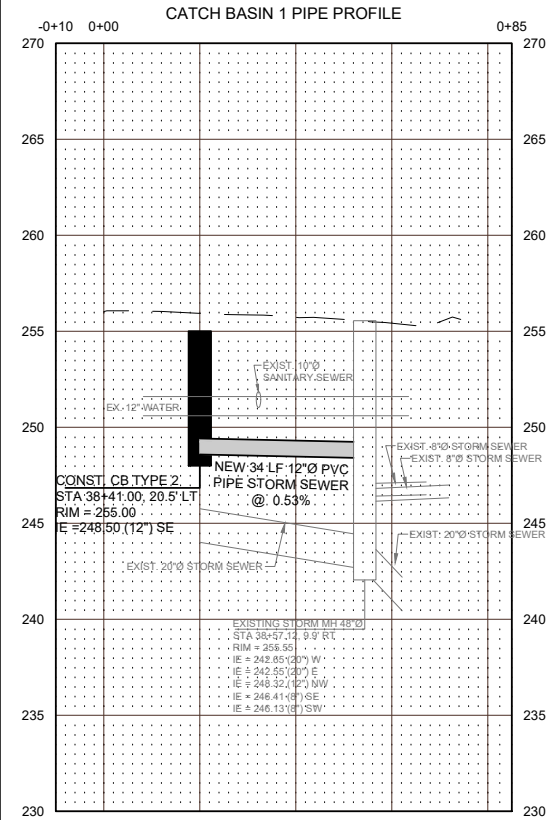 CATCH BASIN 1 PIPE PROFILE
-0+10 0+00 0+85
270 270
265 265
260 260
255 255
EXIST. 10"Ø
SANITARY SEWER
EX. 12" WATER
250 250
EXIST. 8"Ø STORM SEWER
EXIST. 8"Ø STORM SEWER
NEW 34 LF 12"Ø PVC
PIPE STORM SEWER
@ 0.53%
CONST. CB TYPE 2
STA 38+41.00, 20.5' LT
RIM = 255.00
IE =248.50 (12") SE
245 245
EXIST. 20"Ø STORM SEWER
EXIST. 20"Ø STORM SEWER
240 240
EXISTING STORM MH 48"Ø
STA 38+57.12, 9.9' RT
RIM = 255.55
IE = 242.65 (20") W
IE = 242.55 (20") E
IE = 248.32 (12") NW
IE = 246.41 (8") SE
IE = 246.13 (8") SW
235 235
230 230